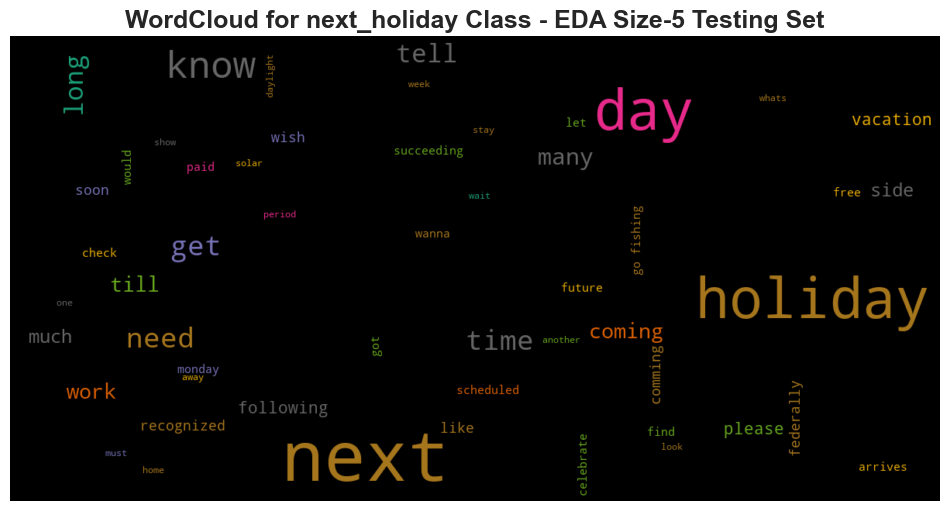 WordCloud for next_holiday Class - EDA Size-5 Testing Set
long
know
daylight
tell
week
day
whats
vacation
let
stay
wish
show
solar
paid
would
succeeding
many
soon
wait
free
side
period
get
wanna
go fishing
check
till
future
holiday
one
much
need
got
time
another
coming
comming
monday
away
work
scheduled
following
federally
recognized
like
next
find
look
please
celebrate
must
home
arrives